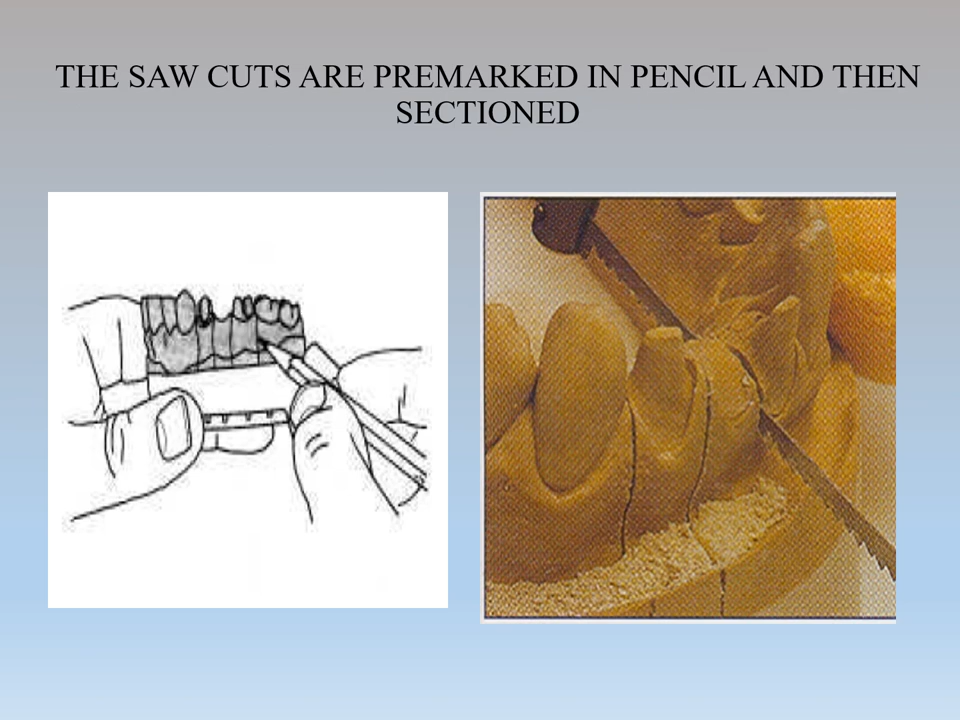 THE SAW CUTS ARE PREMARKED IN PENCIL AND THEN
SECTIONED